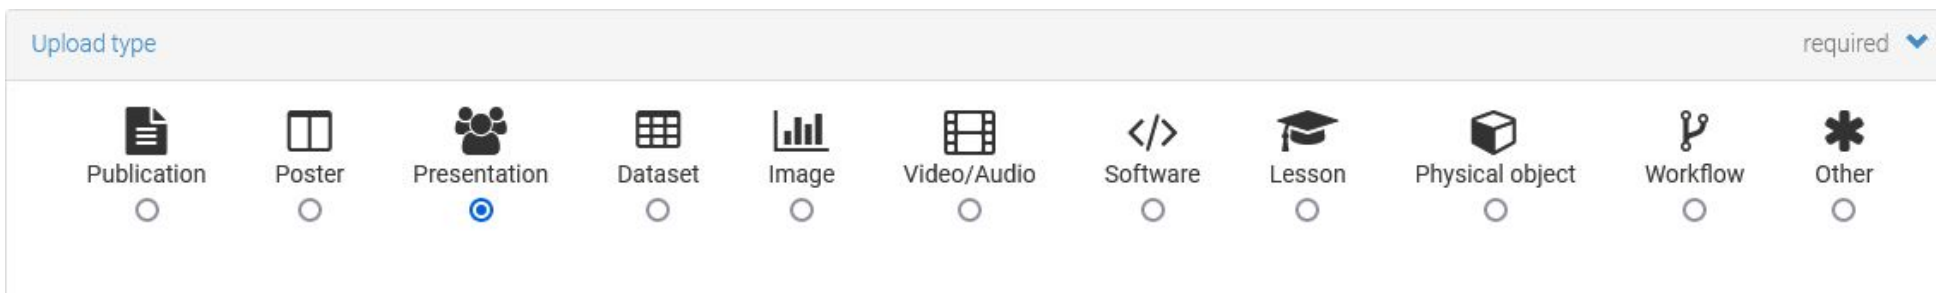 Upload type required
Publication Poster Presentation Dataset Image Video/Audio Software Lesson Physical object Workflow Other